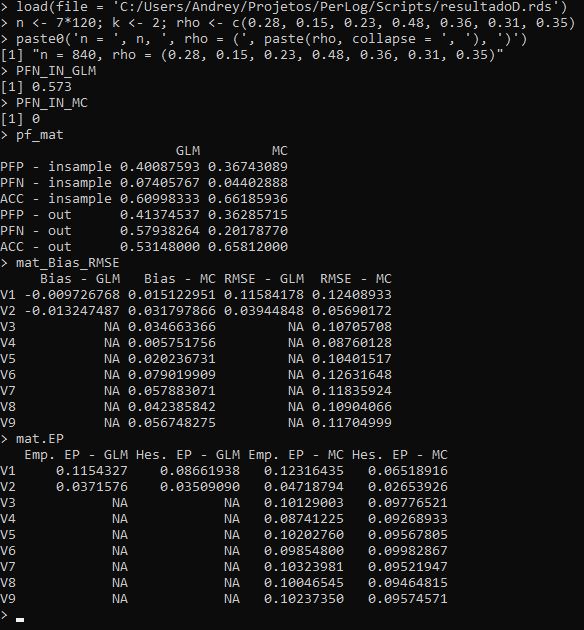 > load(file = 'C:/Users/Andrey/Projetos/PerLog/Scripts/resultadoD.rds')
> n <- 7*120; k <- 2; rho <- c(0.28, 0.15, 0.23, 0.48, 0.36, 0.31, 0.35)
> paste0('n = ', n, ', rho = (', paste(rho, collapse = ', '), ')')
[1] "n = 840, rho = (0.28, 0.15, 0.23, 0.48, 0.36, 0.31, 0.35)"
> PFN_IN_GLM
[1] 0.573
> PFN_IN_MC
[1] 0
> pf_mat
GLM MC
PFP - insample 0.40087593 0.36743089
PFN - insample 0.07405767 0.04402888
ACC - insample 0.60998333 0.66185936
PFP - out 0.41374537 0.36285715
PFN - out 0.57938264 0.20178770
ACC - out 0.53148000 0.65812000
> mat_Bias_RMSE
Bias - GLM Bias - MC RMSE - GLM RMSE - MC
V1 -0.009726768 0.015122951 0.11584178 0.12408933
V2 -0.013247487 0.031797866 0.03944848 0.05690172
V3 NA 0.034663366 NA 0.10705708
V4 NA 0.005751756 NA 0.08760128
V5 NA 0.020236731 NA 0.10401517
V6 NA 0.079019909 NA 0.12631648
V7 NA 0.057883071 NA 0.11835924
V8 NA 0.042385842 NA 0.10904066
V9 NA 0.056748275 NA 0.11704999
> mat.EP
Emp. EP - GLM Hes. EP - GLM Emp. EP - MC Hes. EP - MC
V1 0.1154327 0.08661938 0.12316435 0.06518916
V2 0.0371576 0.03509090 0.04718794 0.02653926
V3 NA NA 0.10129003 0.09776521
V4 NA NA 0.08741225 0.09268933
V5 NA NA 0.10202760 0.09567805
V6 NA NA 0.09854800 0.09982867
V7 NA NA 0.10323981 0.09521947
V8 NA NA 0.10046545 0.09464815
V9 NA NA 0.10237350 0.09574571
> _